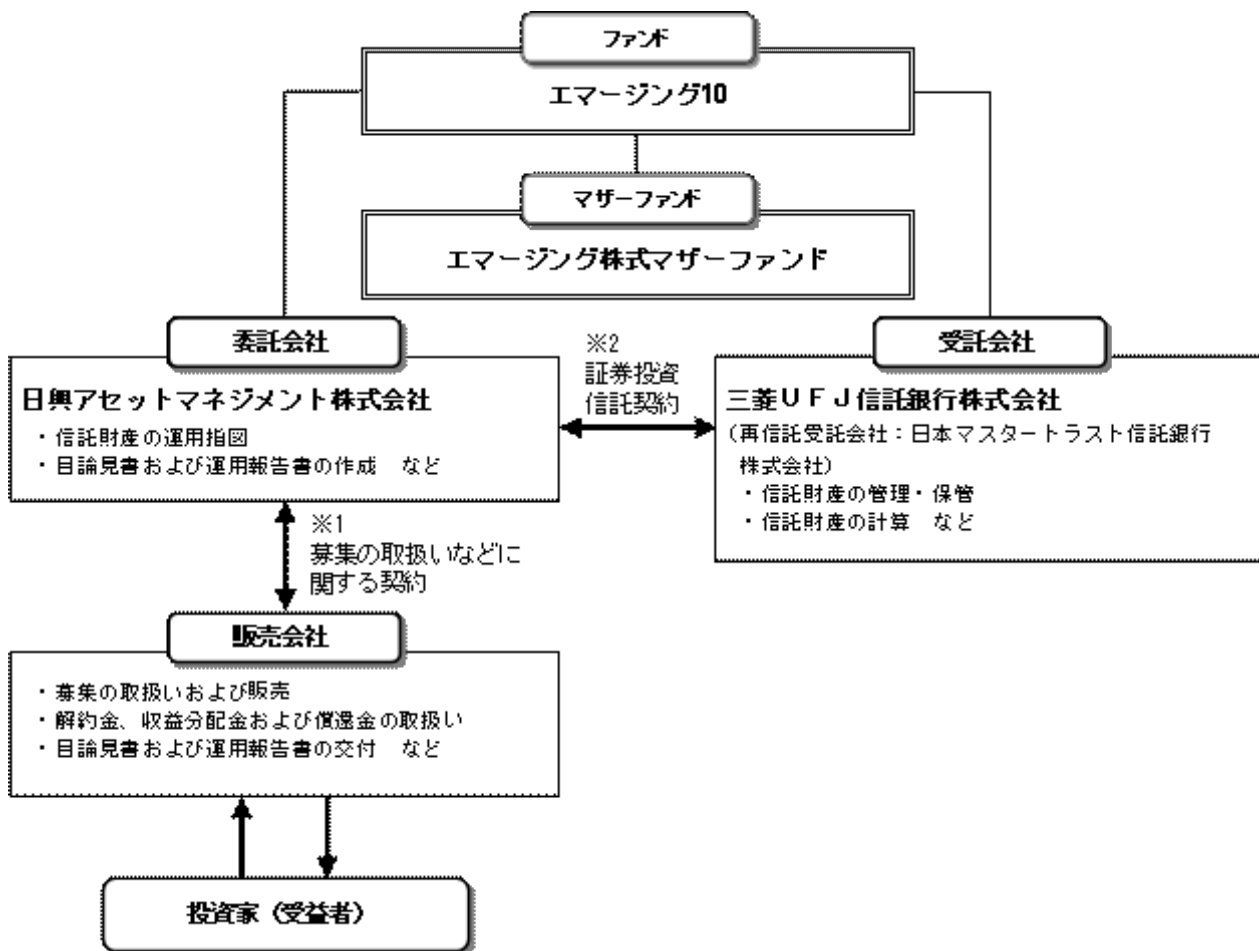 ファンド
エマージング10
マザーファンド
エマージング株式マザーファンド
委託会社
日興アセットマネジメント株式会社
・信託財産の運用指図
・目論見書および運用報告書の作成　など
※2
証券投資
信託契約
受託会社
三菱ＵＦＪ信託銀行株式会社
（再信託受託会社：日本マスタートラスト信託銀行
株式会社）
・信託財産の管理・保管
・信託財産の計算　など
※1
募集の取扱いなどに
関する契約
販売会社
・募集の取扱いおよび販売
・解約金、収益分配金および償還金の取扱い
・目論見書および運用報告書の交付　など
投資家（受益者）